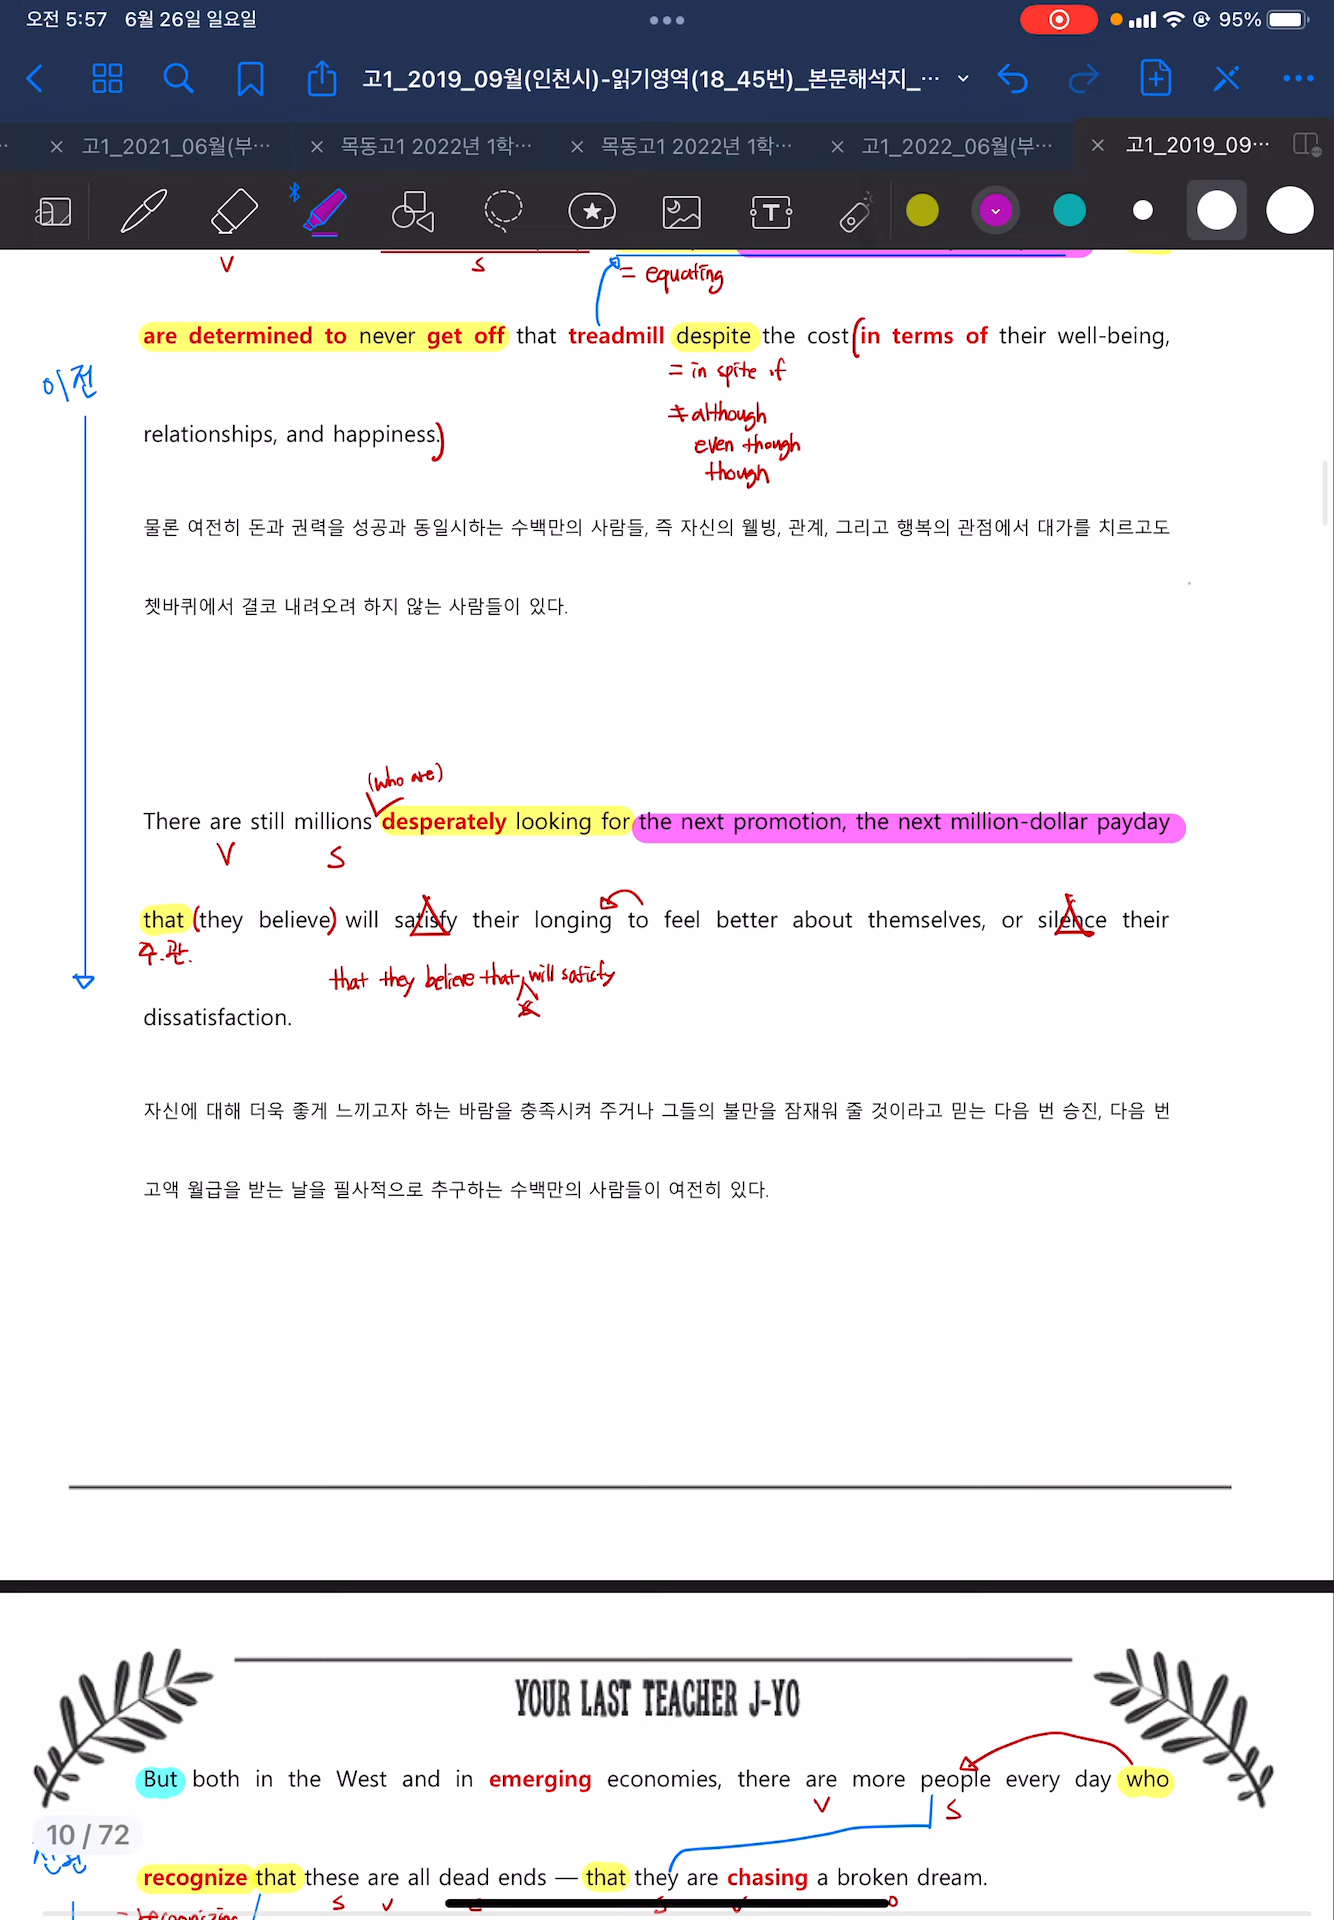 오전 5:57 6월 26일 일요일
95%
고1_2019_09월(인천시)-읽기영역(18_45번)_본문해석지_···
고1_2021_06월(부···
목동고1 2022년 1학···
목동고1 2022년 1학···
고1_2022_06월(부···
고1_2019_09···
V S = equating
are determined to never get off that treadmill despite the cost (in terms of their well-being,
이전
= in spite of
≠ although
relationships, and happiness.)
even though
though
물론 여전히 돈과 권력을 성공과 동일시하는 수백만의 사람들, 즉 자신의 웰빙, 관계, 그리고 행복의 관점에서 대가를 치르고도
쳇바퀴에서 결코 내려오려 하지 않는 사람들이 있다.
(who are)
There are still millions desperately looking for the next promotion, the next million-dollar payday
V S
that (they believe) will satisfy their longing to feel better about themselves, or silence their
주.관.
that they believe that will satisfy
dissatisfaction.
자신에 대해 더욱 좋게 느끼고자 하는 바람을 충족시켜 주거나 그들의 불만을 잠재워 줄 것이라고 믿는 다음 번 승진, 다음 번
고액 월급을 받는 날을 필사적으로 추구하는 수백만의 사람들이 여전히 있다.
YOUR LAST TEACHER J-YO
But both in the West and in emerging economies, there are more people every day who
V S
10 / 72
recognize that these are all dead ends — that they are chasing a broken dream.
S V